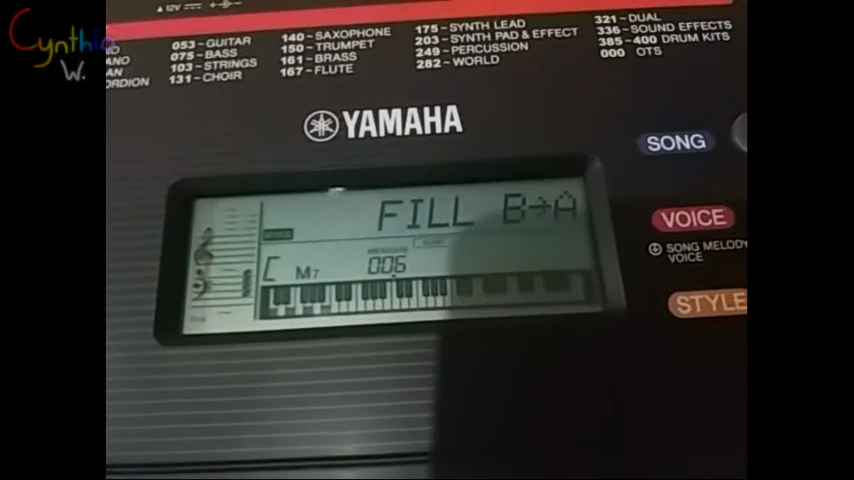 Cynthia
W.
12V
053 – GUITAR
075 – BASS
103 – STRINGS
131 – CHOIR
140 – SAXOPHONE
150 – TRUMPET
161 – BRASS
167 – FLUTE
175 – SYNTH LEAD
203 – SYNTH PAD & EFFECT
249 – PERCUSSION
282 – WORLD
321 – DUAL
336 – SOUND EFFECTS
385 – 400 DRUM KITS
000 OTS
YAMAHA
FILL B→A
C M7
006
SONG
VOICE
SONG MELODY
VOICE
STYLE